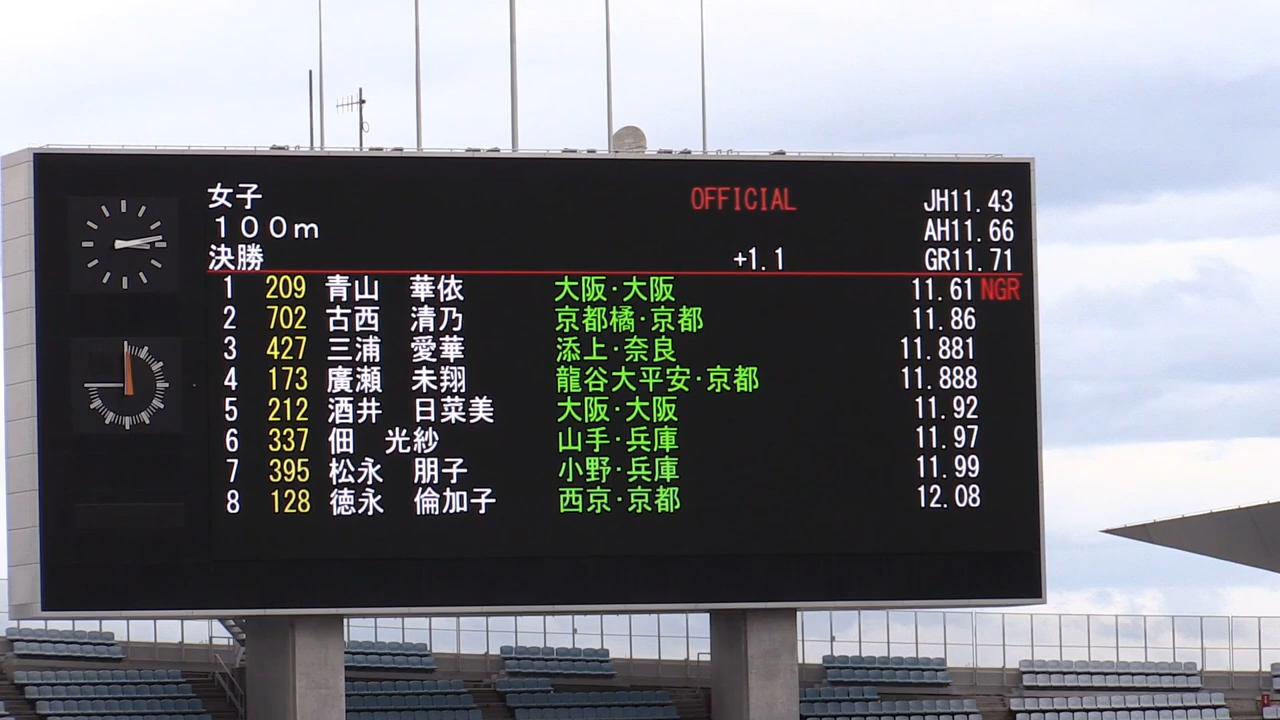 女子 OFFICIAL JH11.43
１００ｍ AH11.66
決勝 +1.1 GR11.71
1 209 青山 華依 大阪・大阪 11.61 NGR
2 702 古西 清乃 京都橘・京都 11.86
3 427 三浦 愛華 添上・奈良 11.881
4 173 廣瀬 未翔 龍谷大平安・京都 11.888
5 212 酒井 日菜美 大阪・大阪 11.92
6 337 佃 光紗 山手・兵庫 11.97
7 395 松永 朋子 小野・兵庫 11.99
8 128 徳永 倫加子 西京・京都 12.08